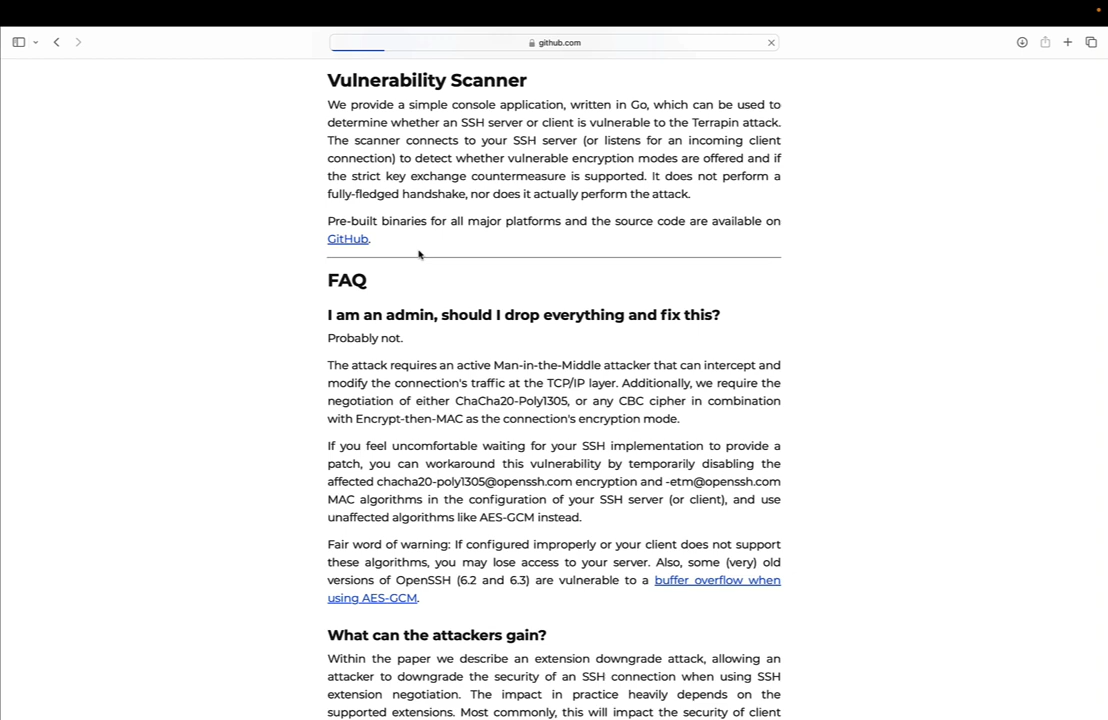 github.com
Vulnerability Scanner
We provide a simple console application, written in Go, which can be used to
determine whether an SSH server or client is vulnerable to the Terrapin attack.
The scanner connects to your SSH server (or listens for an incoming client
connection) to detect whether vulnerable encryption modes are offered and if
the strict key exchange countermeasure is supported. It does not perform a
fully-fledged handshake, nor does it actually perform the attack.
Pre-built binaries for all major platforms and the source code are available on
GitHub.
FAQ
I am an admin, should I drop everything and fix this?
Probably not.
The attack requires an active Man-in-the-Middle attacker that can intercept and
modify the connection's traffic at the TCP/IP layer. Additionally, we require the
negotiation of either ChaCha20-Poly1305, or any CBC cipher in combination
with Encrypt-then-MAC as the connection's encryption mode.
If you feel uncomfortable waiting for your SSH implementation to provide a
patch, you can workaround this vulnerability by temporarily disabling the
affected chacha20-poly1305@openssh.com encryption and -etm@openssh.com
MAC algorithms in the configuration of your SSH server (or client), and use
unaffected algorithms like AES-GCM instead.
Fair word of warning: If configured improperly or your client does not support
these algorithms, you may lose access to your server. Also, some (very) old
versions of OpenSSH (6.2 and 6.3) are vulnerable to a buffer overflow when
using AES-GCM.
What can the attackers gain?
Within the paper we describe an extension downgrade attack, allowing an
attacker to downgrade the security of an SSH connection when using SSH
extension negotiation. The impact in practice heavily depends on the
supported extensions. Most commonly, this will impact the security of client